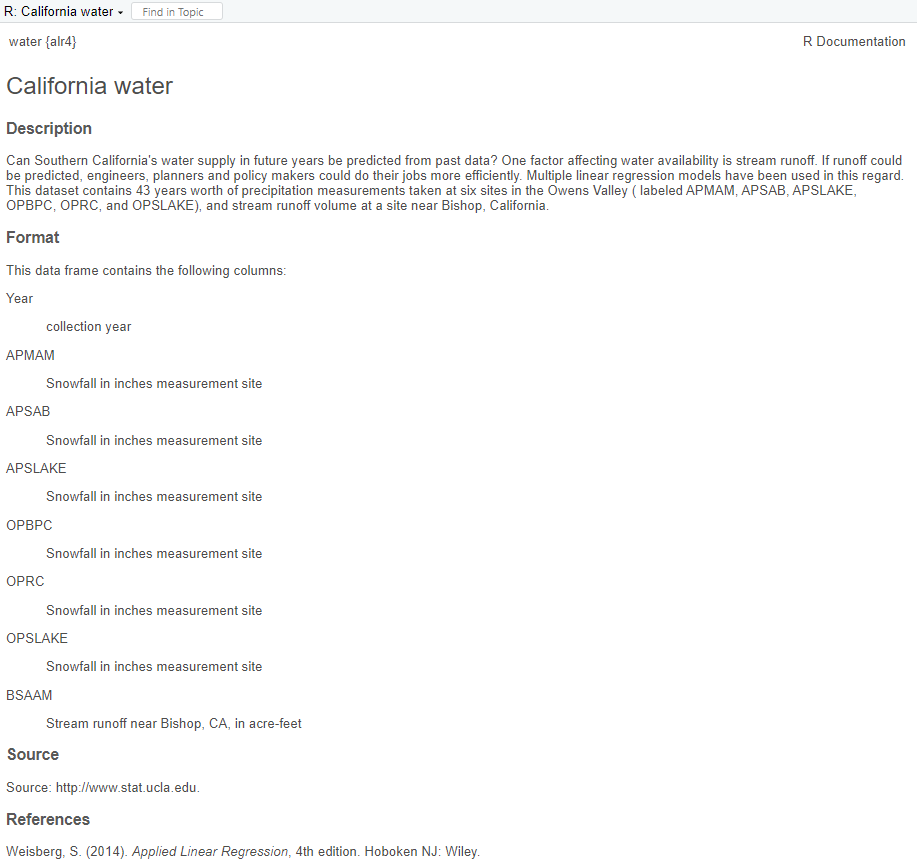 R: California water
Find in Topic
water {alr4}
R Documentation
California water
Description
Can Southern California's water supply in future years be predicted from past data? One factor affecting water availability is stream runoff. If runoff could
be predicted, engineers, planners and policy makers could do their jobs more efficiently. Multiple linear regression models have been used in this regard.
This dataset contains 43 years worth of precipitation measurements taken at six sites in the Owens Valley ( labeled APMAM, APSAB, APSLAKE,
OPBPC, OPRC, and OPSLAKE), and stream runoff volume at a site near Bishop, California.
Format
This data frame contains the following columns:
Year
collection year
APMAM
Snowfall in inches measurement site
APSAB
Snowfall in inches measurement site
APSLAKE
Snowfall in inches measurement site
OPBPC
Snowfall in inches measurement site
OPRC
Snowfall in inches measurement site
OPSLAKE
Snowfall in inches measurement site
BSAAM
Stream runoff near Bishop, CA, in acre-feet
Source
Source: http://www.stat.ucla.edu.
References
Weisberg, S. (2014). Applied Linear Regression, 4th edition. Hoboken NJ: Wiley.